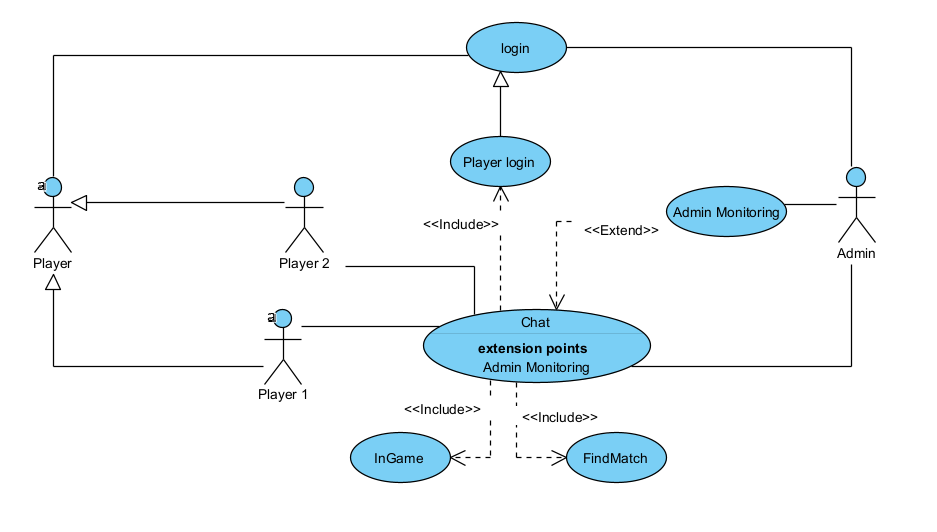 login
Player login
a
<<Include>>
<<Extend>>
Admin Monitoring
Player
Player 2
Admin
a
Chat
extension points
Admin Monitoring
Player 1
<<Include>>
<<Include>>
InGame
FindMatch